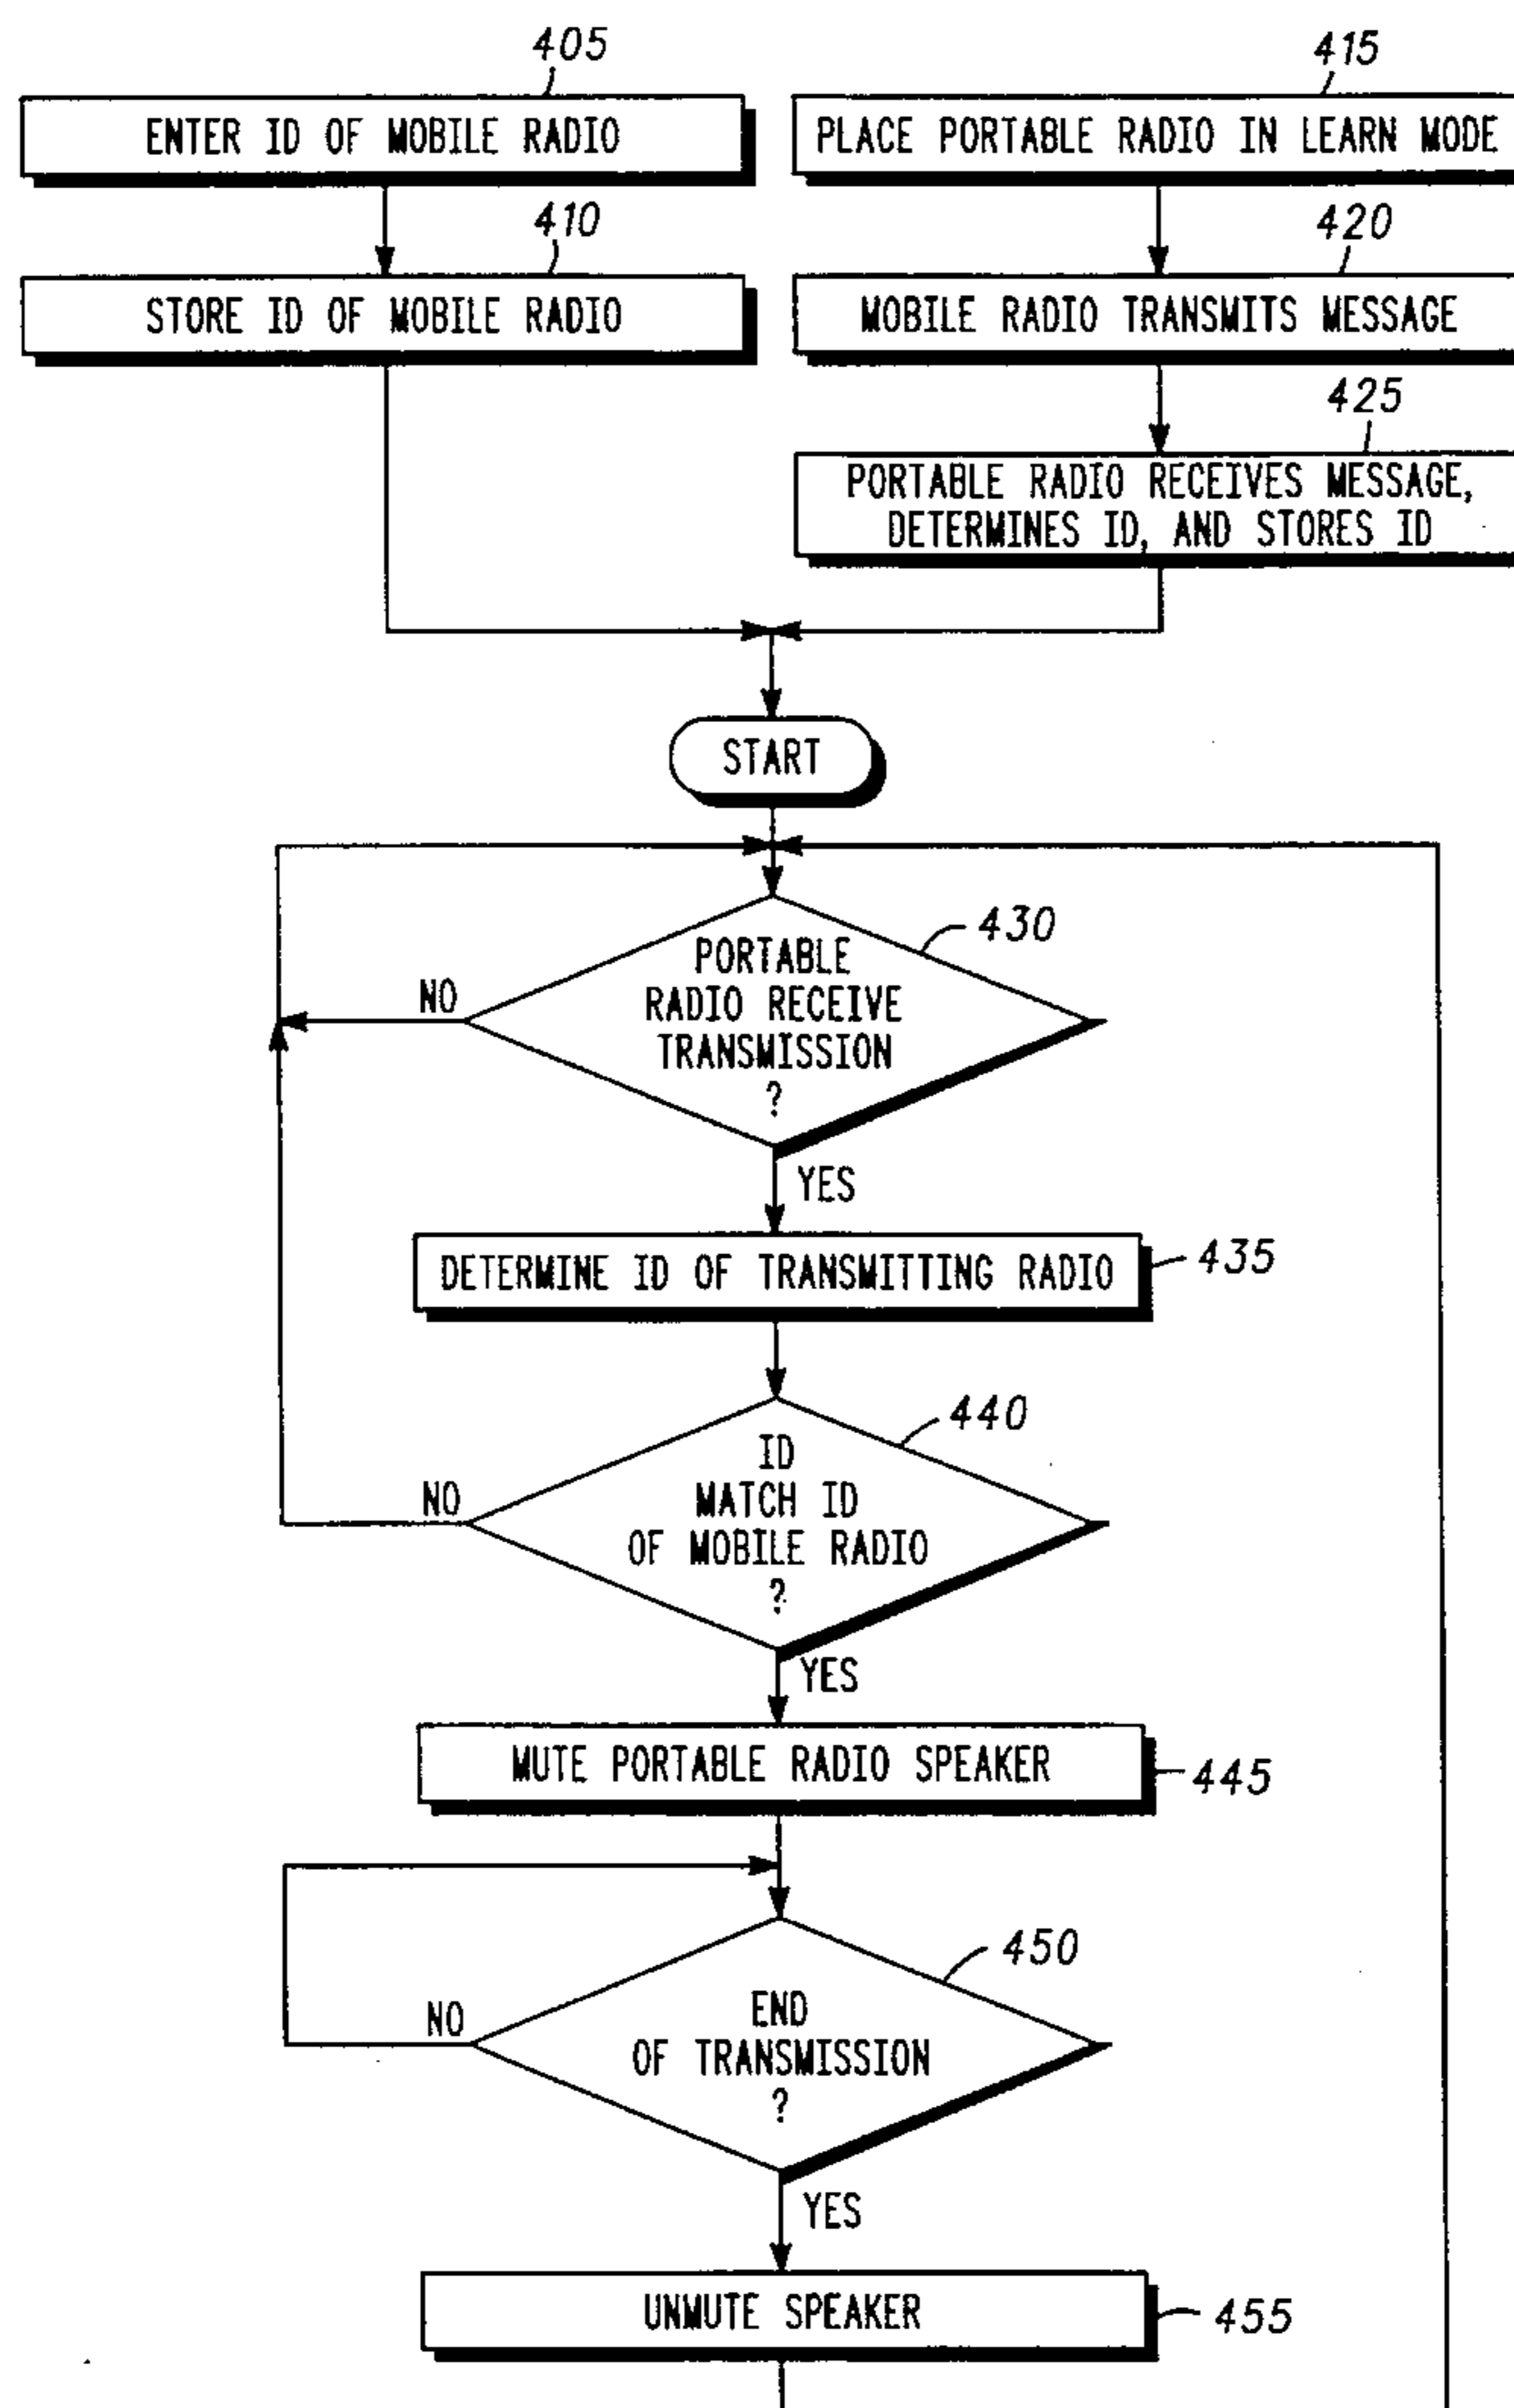 405
ENTER ID OF MOBILE RADIO
410
STORE ID OF MOBILE RADIO
415
PLACE PORTABLE RADIO IN LEARN MODE
420
MOBILE RADIO TRANSMITS MESSAGE
425
PORTABLE RADIO RECEIVES MESSAGE,
DETERMINES ID, AND STORES ID
START
430
PORTABLE
RADIO RECEIVE
TRANSMISSION
?
NO
YES
DETERMINE ID OF TRANSMITTING RADIO
435
440
ID
MATCH ID
OF MOBILE RADIO
?
NO
YES
MUTE PORTABLE RADIO SPEAKER
445
450
END
OF TRANSMISSION
?
NO
YES
UNMUTE SPEAKER
455